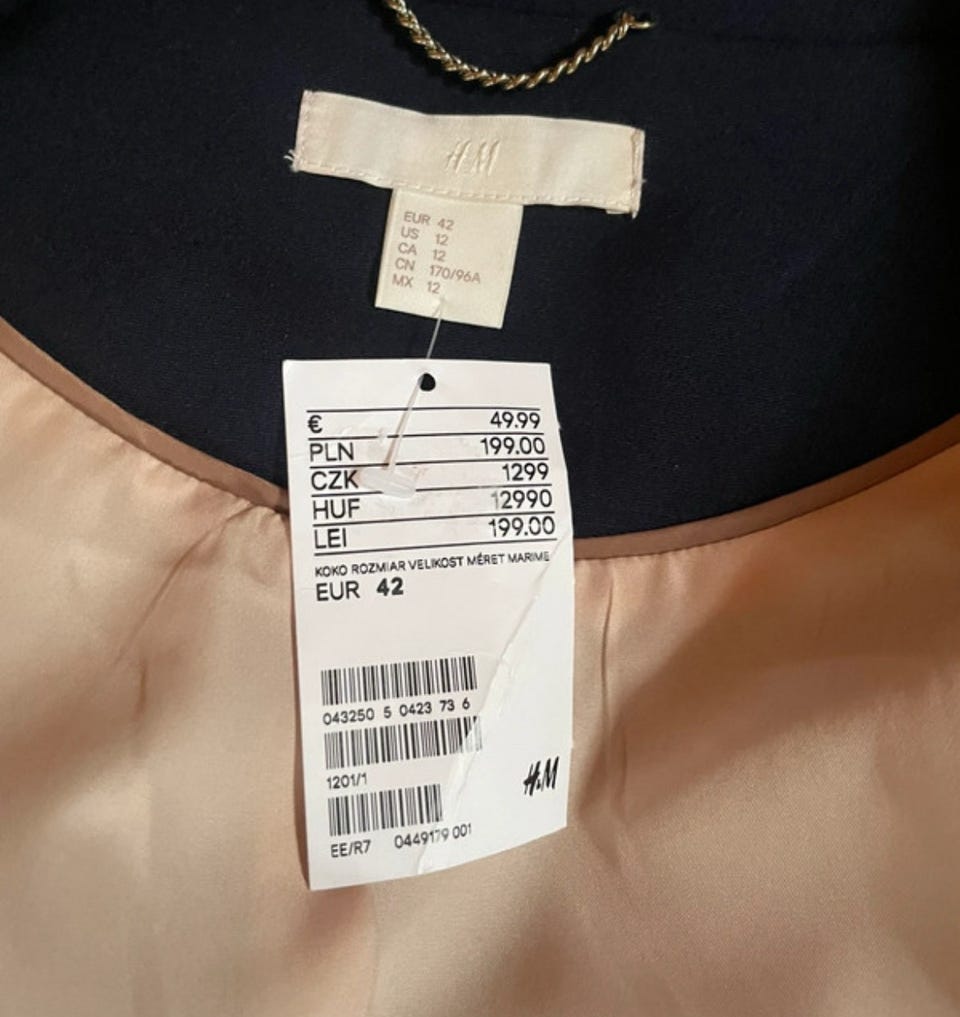 H&M
EUR 42
US 12
CA 12
CN 170/96A
MX 12
€ 49.99
PLN 199.00
CZK 1299
HUF 12990
LEI 199.00
KOKO ROZMIAR VELIKOST MÉRET MARIME
EUR 42
043250 5 0423 73 6
1201/1
H&M
EE/R7 0449179 001